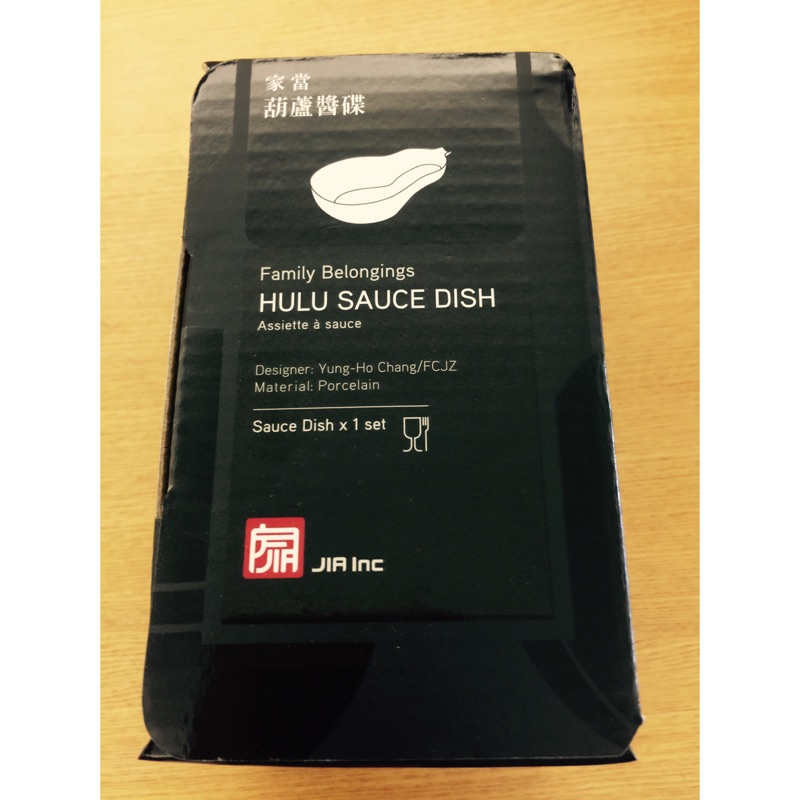 家當
葫蘆醬碟
Family Belongings
HULU SAUCE DISH
Assiette à sauce
Designer: Yung-Ho Chang/FCJZ
Material: Porcelain
Sauce Dish x 1 set
JIA Inc